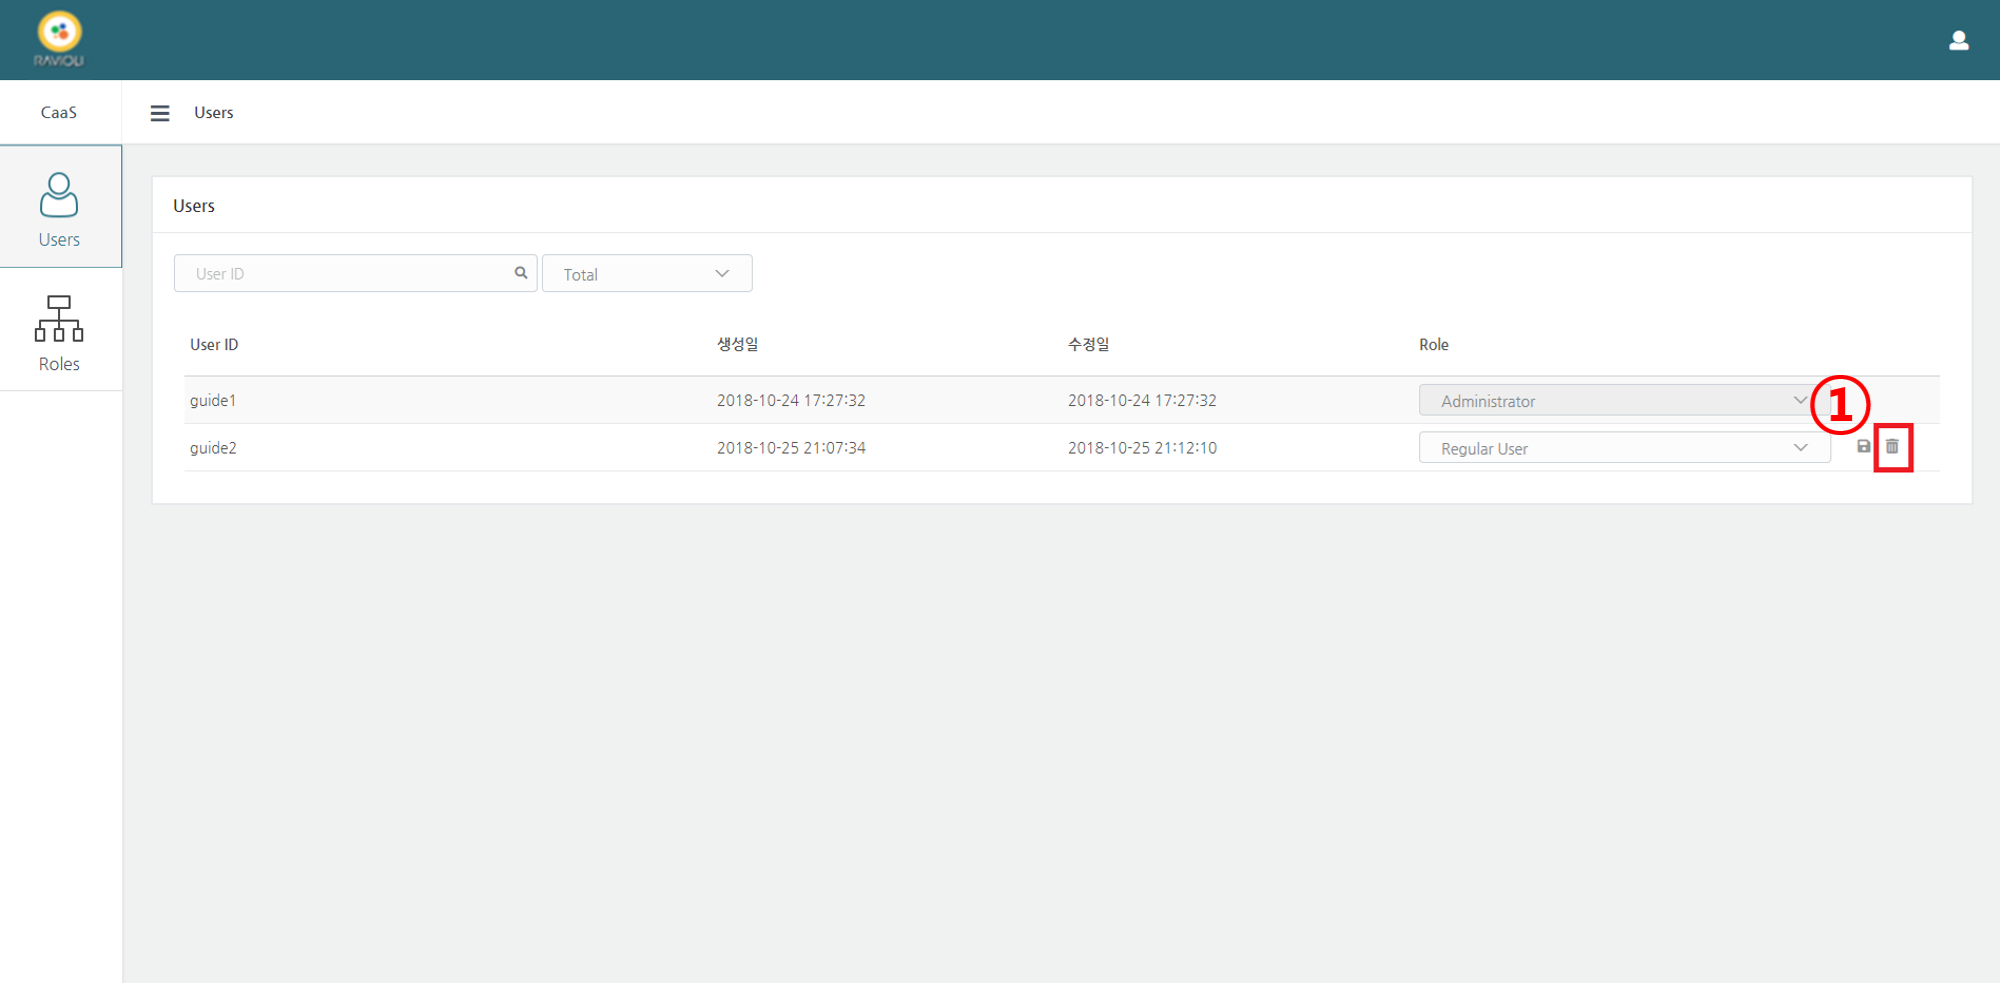 RAVIOLI
CaaS
Users
Users
Roles
Users
User ID
Total
User ID 생성일 수정일 Role
guide1 2018-10-24 17:27:32 2018-10-24 17:27:32 Administrator
①
guide2 2018-10-25 21:07:34 2018-10-25 21:12:10 Regular User